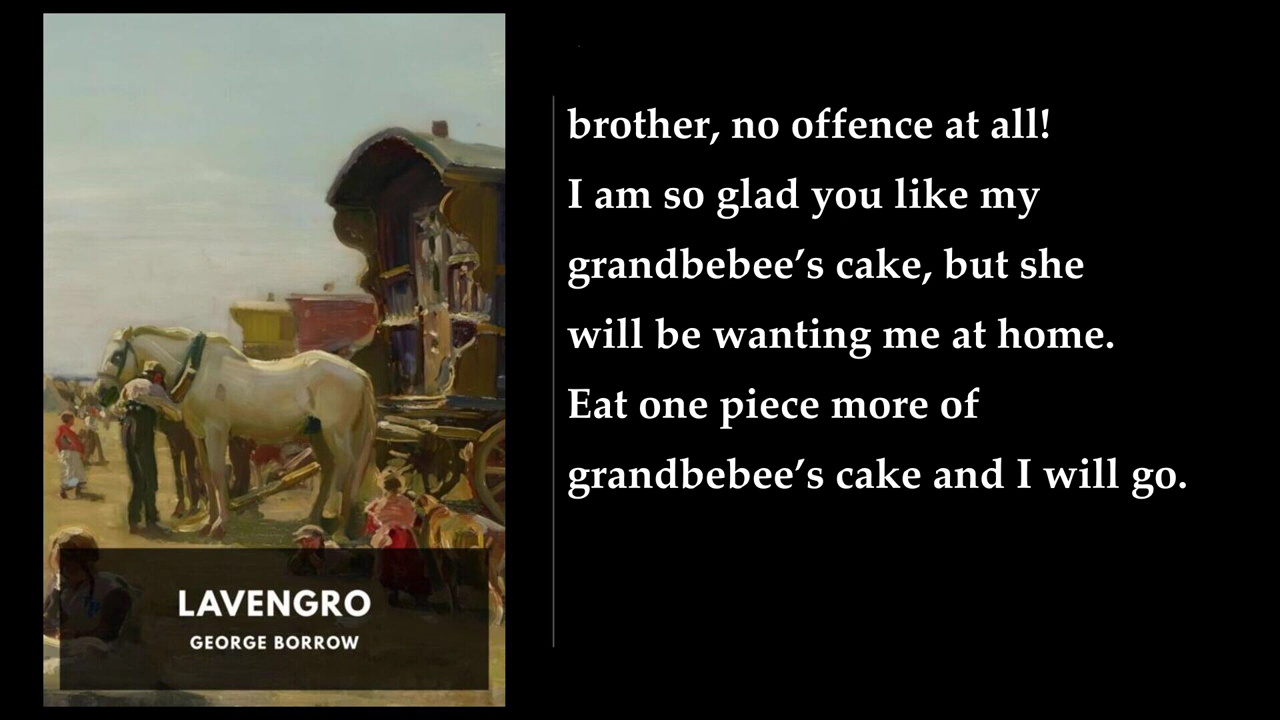 brother, no offence at all!
I am so glad you like my
grandbebee’s cake, but she
will be wanting me at home.
Eat one piece more of
grandbebee’s cake and I will go.
LAVENGRO
GEORGE BORROW